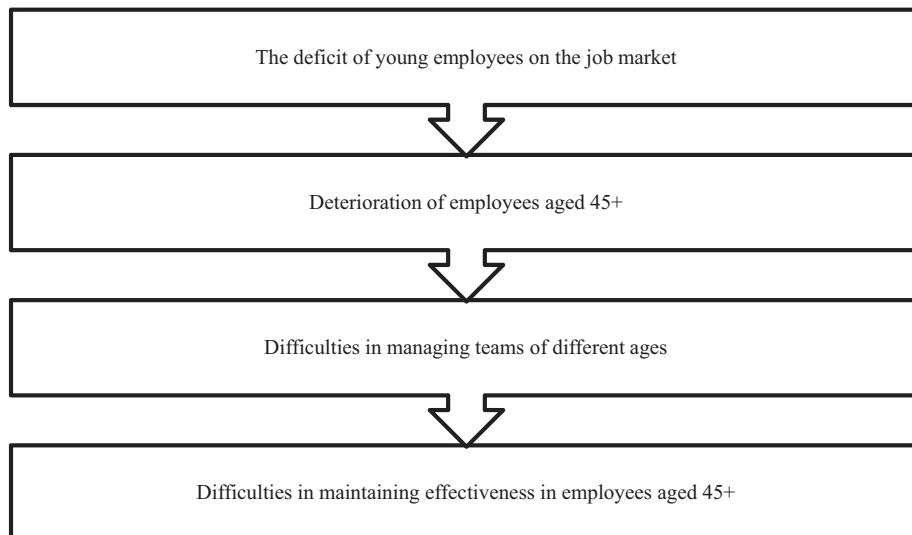 The deficit of young employees on the job market
Deterioration of employees aged 45+
Difficulties in managing teams of different ages
Difficulties in maintaining effectiveness in employees aged 45+